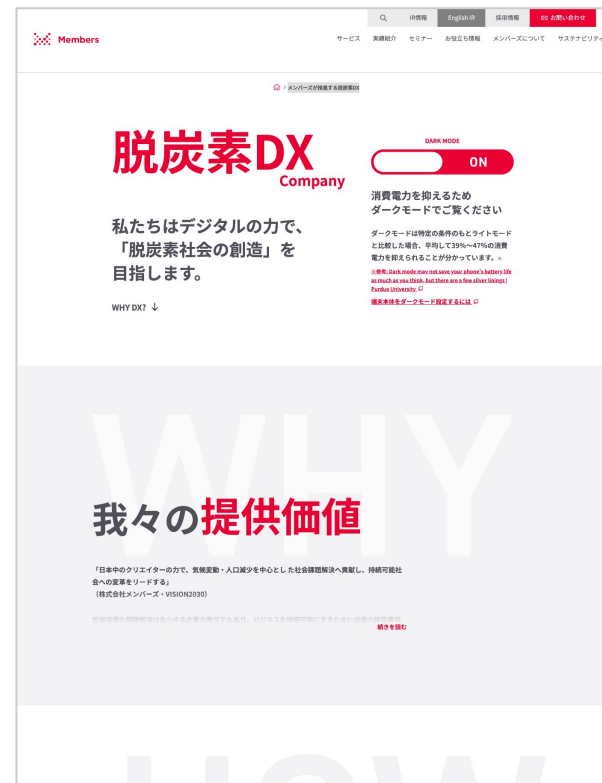 IR情報
English IR
採用情報
お問い合わせ
Members
サービス
実績紹介
セミナー
お役立ち情報
メンバーズについて
サステナビリティ
メンバーズが推進する脱炭素DX
脱炭素DX
Company
私たちはデジタルの力で、
「脱炭素社会の創造」を
目指します。
WHY DX? ↓
DARK MODE
ON
消費電力を抑えるため
ダークモードでご覧ください
ダークモードは特定の条件のもとライトモード
と比較した場合、平均して39%〜47%の消費
電力を抑えられることが分かっています。※
※参考: Dark mode may not save your phone's battery life
as much as you think, but there are a few silver linings |
Purdue University
端末本体をダークモード設定するには
WHY
我々の提供価値
「日本中のクリエイターの力で、気候変動・人口減少を中心とし た社会課題解決へ貢献し、持続可能社
会への変革をリードする」
（株式会社メンバーズ・VISION2030）
続きを読む
HOW